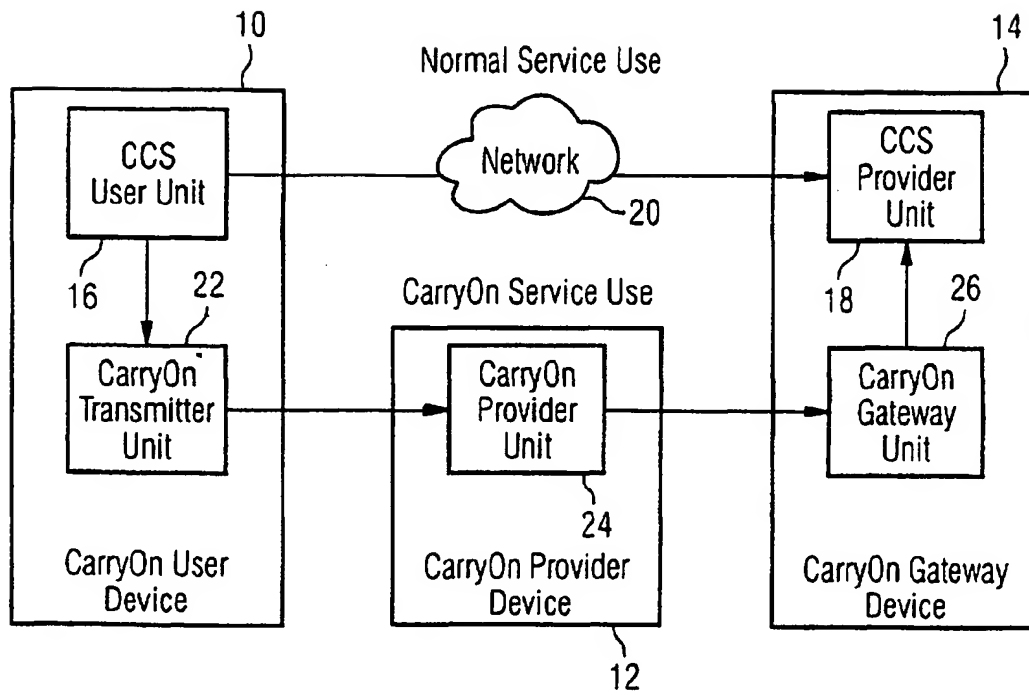 10
14
Normal Service Use
CCS
User Unit
Network
CCS
Provider
Unit
20
16
22
18
26
CarryOn Service Use
CarryOn
Transmitter
Unit
CarryOn
Provider
Unit
CarryOn
Gateway
Unit
24
CarryOn User
Device
CarryOn Provider
Device
CarryOn Gateway
Device
12